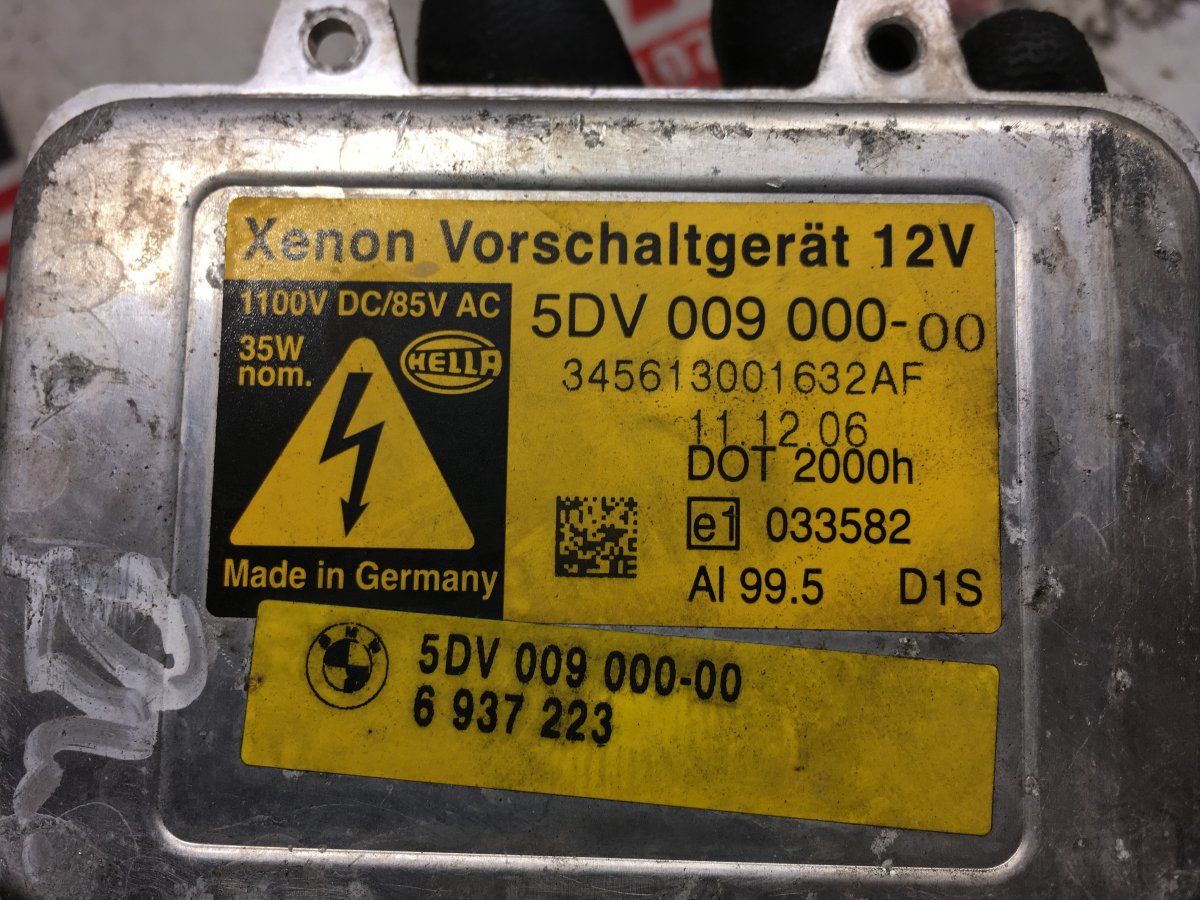 Xenon Vorschaltgerät 12V
1100V DC/85V AC
35W
nom.
HELLA
5DV 009 000-00
345613001632AF
11.12.06
DOT 2000h
e1 033582
Al 99.5 D1S
Made in Germany
BMW
5DV 009 000-00
6 937 223